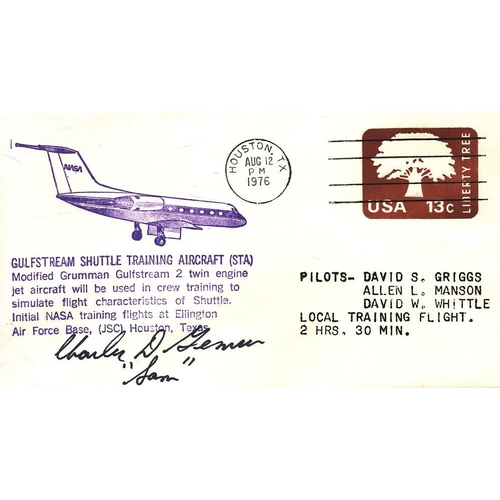 NASA
HOUSTON, TX
AUG 12
PM
1976
LIBERTY TREE
USA 13c
GULFSTREAM SHUTTLE TRAINING AIRCRAFT (STA)
Modified Grumman Gulfstream 2 twin engine
jet aircraft will be used in crew training to
simulate flight characteristics of Shuttle.
Initial NASA training flights at Ellington
Air Force Base, (JSC) Houston, Texas
PILOTS- DAVID S. GRIGGS
ALLEN L. MANSON
DAVID W. WHITTLE
LOCAL TRAINING FLIGHT.
2 HRS. 30 MIN.
Charles D
"Sam"